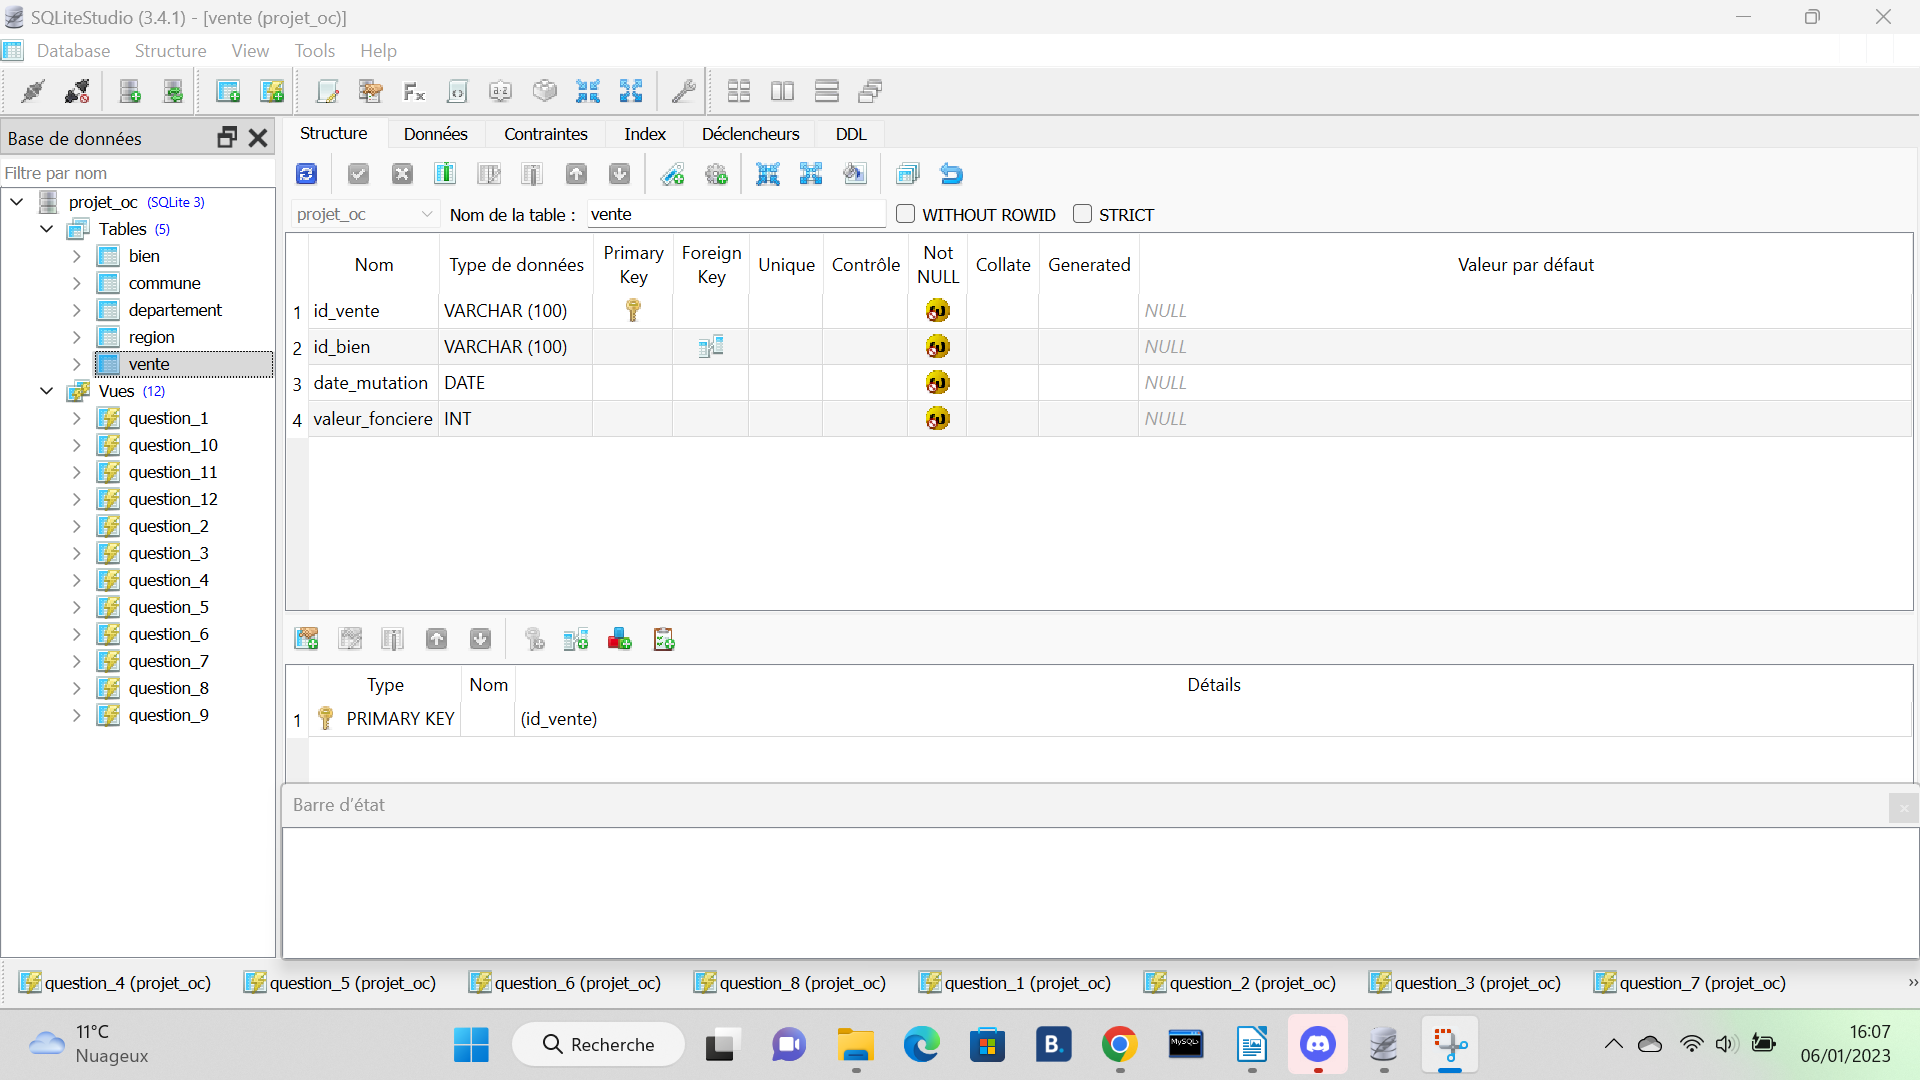 SQLiteStudio (3.4.1) - [vente (projet_oc)]
Database Structure View Tools Help
Base de données
Filtre par nom
projet_oc (SQLite 3)
Tables (5)
bien
commune
departement
region
vente
Vues (12)
question_1
question_10
question_11
question_12
question_2
question_3
question_4
question_5
question_6
question_7
question_8
question_9
Structure Données Contraintes Index Déclencheurs DDL
projet_oc Nom de la table : vente WITHOUT ROWID STRICT
Nom Type de données Primary Key Foreign Key Unique Contrôle Not NULL Collate Generated Valeur par défaut
1 id_vente VARCHAR (100) NULL
2 id_bien VARCHAR (100) NULL
3 date_mutation DATE NULL
4 valeur_fonciere INT NULL
Type Nom Détails
1 PRIMARY KEY (id_vente)
Barre d'état
question_4 (projet_oc) question_5 (projet_oc) question_6 (projet_oc) question_8 (projet_oc) question_1 (projet_oc) question_2 (projet_oc) question_3 (projet_oc) question_7 (projet_oc) »
11°C
Nuageux
Recherche
B.
MySQL
16:07
06/01/2023